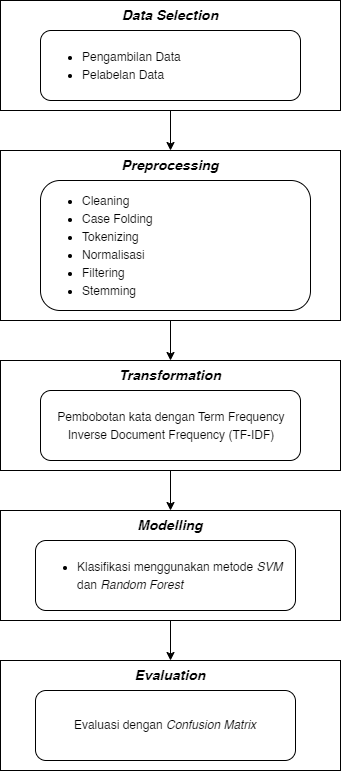 Data Selection
Pengambilan Data
Pelabelan Data
Preprocessing
Cleaning
Case Folding
Tokenizing
Normalisasi
Filtering
Stemming
Transformation
Pembobotan kata dengan Term Frequency
Inverse Document Frequency (TF-IDF)
Modelling
Klasifikasi menggunakan metode SVM
dan Random Forest
Evaluation
Evaluasi dengan Confusion Matrix